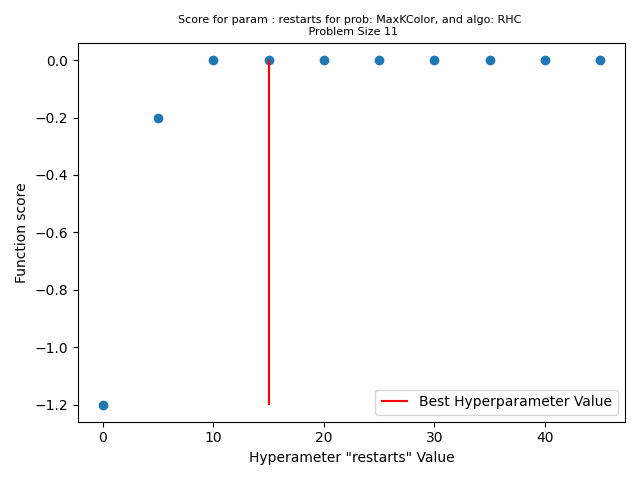 Score for param : restarts for prob: MaxKColor, and algo: RHC
Problem Size 11
0.0
−0.2
−0.4
−0.6
−0.8
−1.0
−1.2
Function score
Best Hyperparameter Value
0 10 20 30 40
Hyperameter "restarts" Value